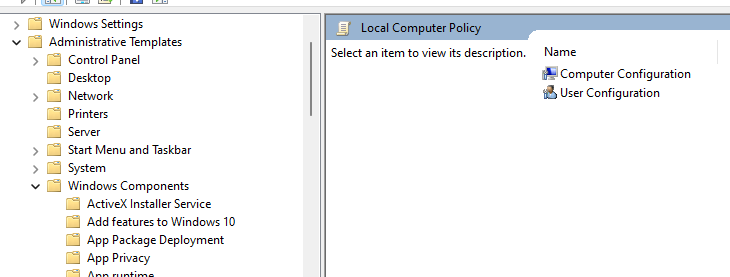 Windows Settings
Administrative Templates
Control Panel
Desktop
Network
Printers
Server
Start Menu and Taskbar
System
Windows Components
ActiveX Installer Service
Add features to Windows 10
App Package Deployment
App Privacy
App runtime
Local Computer Policy
Select an item to view its description.
Name
Computer Configuration
User Configuration